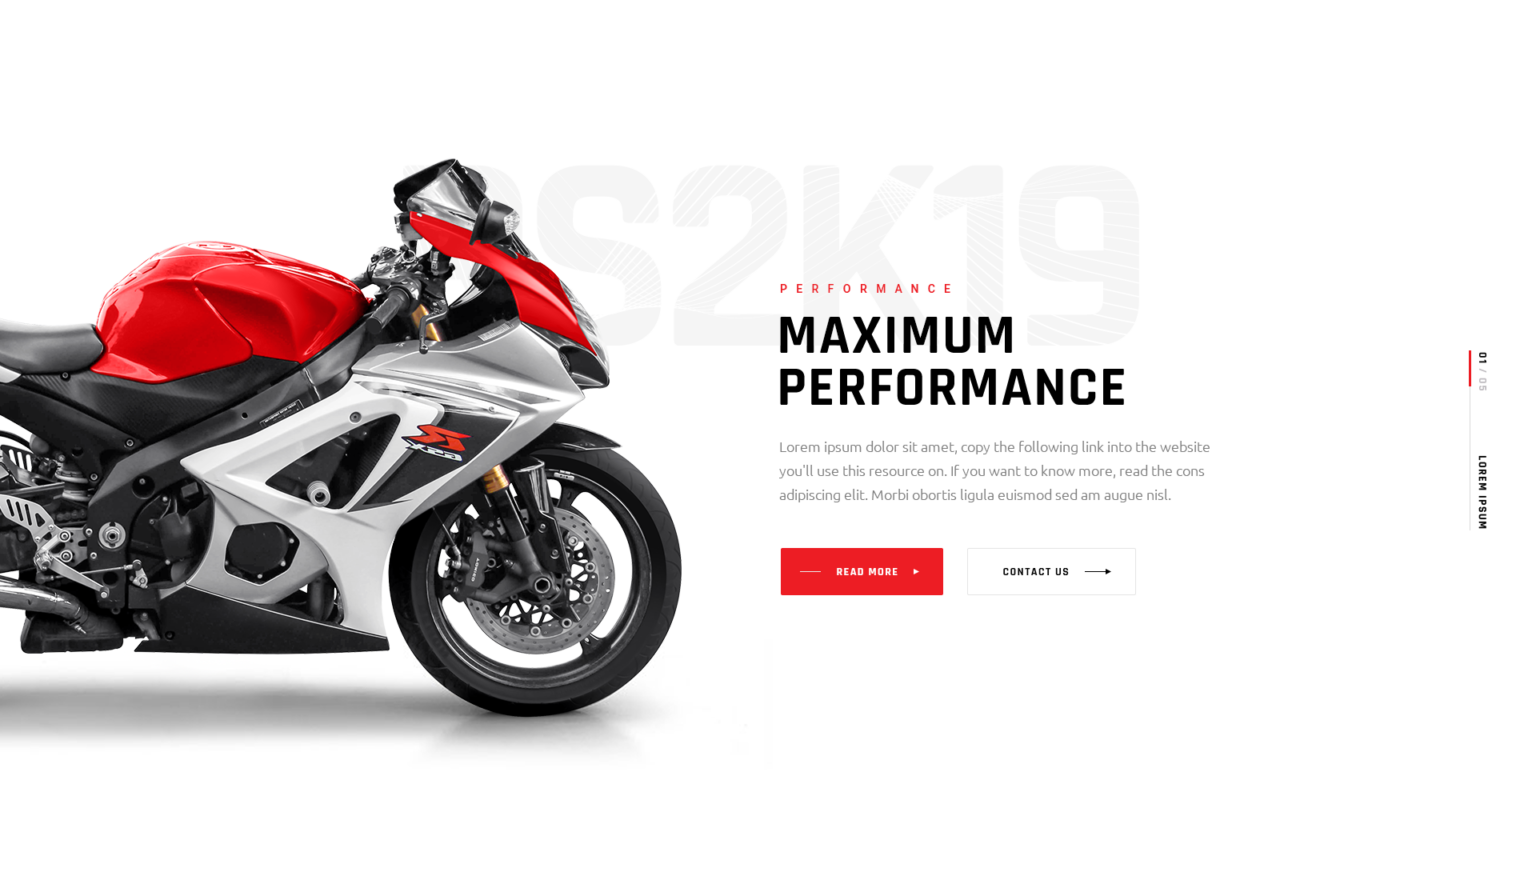 RS2K19
PERFORMANCE
MAXIMUM
PERFORMANCE
Lorem ipsum dolor sit amet, copy the following link into the website
you'll use this resource on. If you want to know more, read the cons
adipiscing elit. Morbi obortis ligula euismod sed am augue nisl.
READ MORE
CONTACT US
01 / 05
LOREM IPSUM